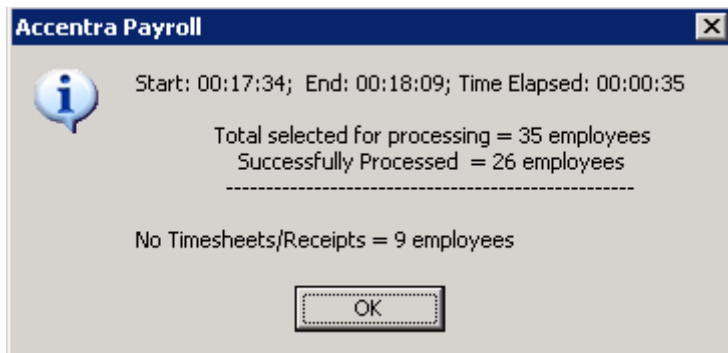 Accentra Payroll
Start: 00:17:34;  End: 00:18:09; Time Elapsed: 00:00:35
Total selected for processing = 35 employees
Successfully Processed  = 26 employees
---------------------------------------------------
No Timesheets/Receipts = 9 employees
OK